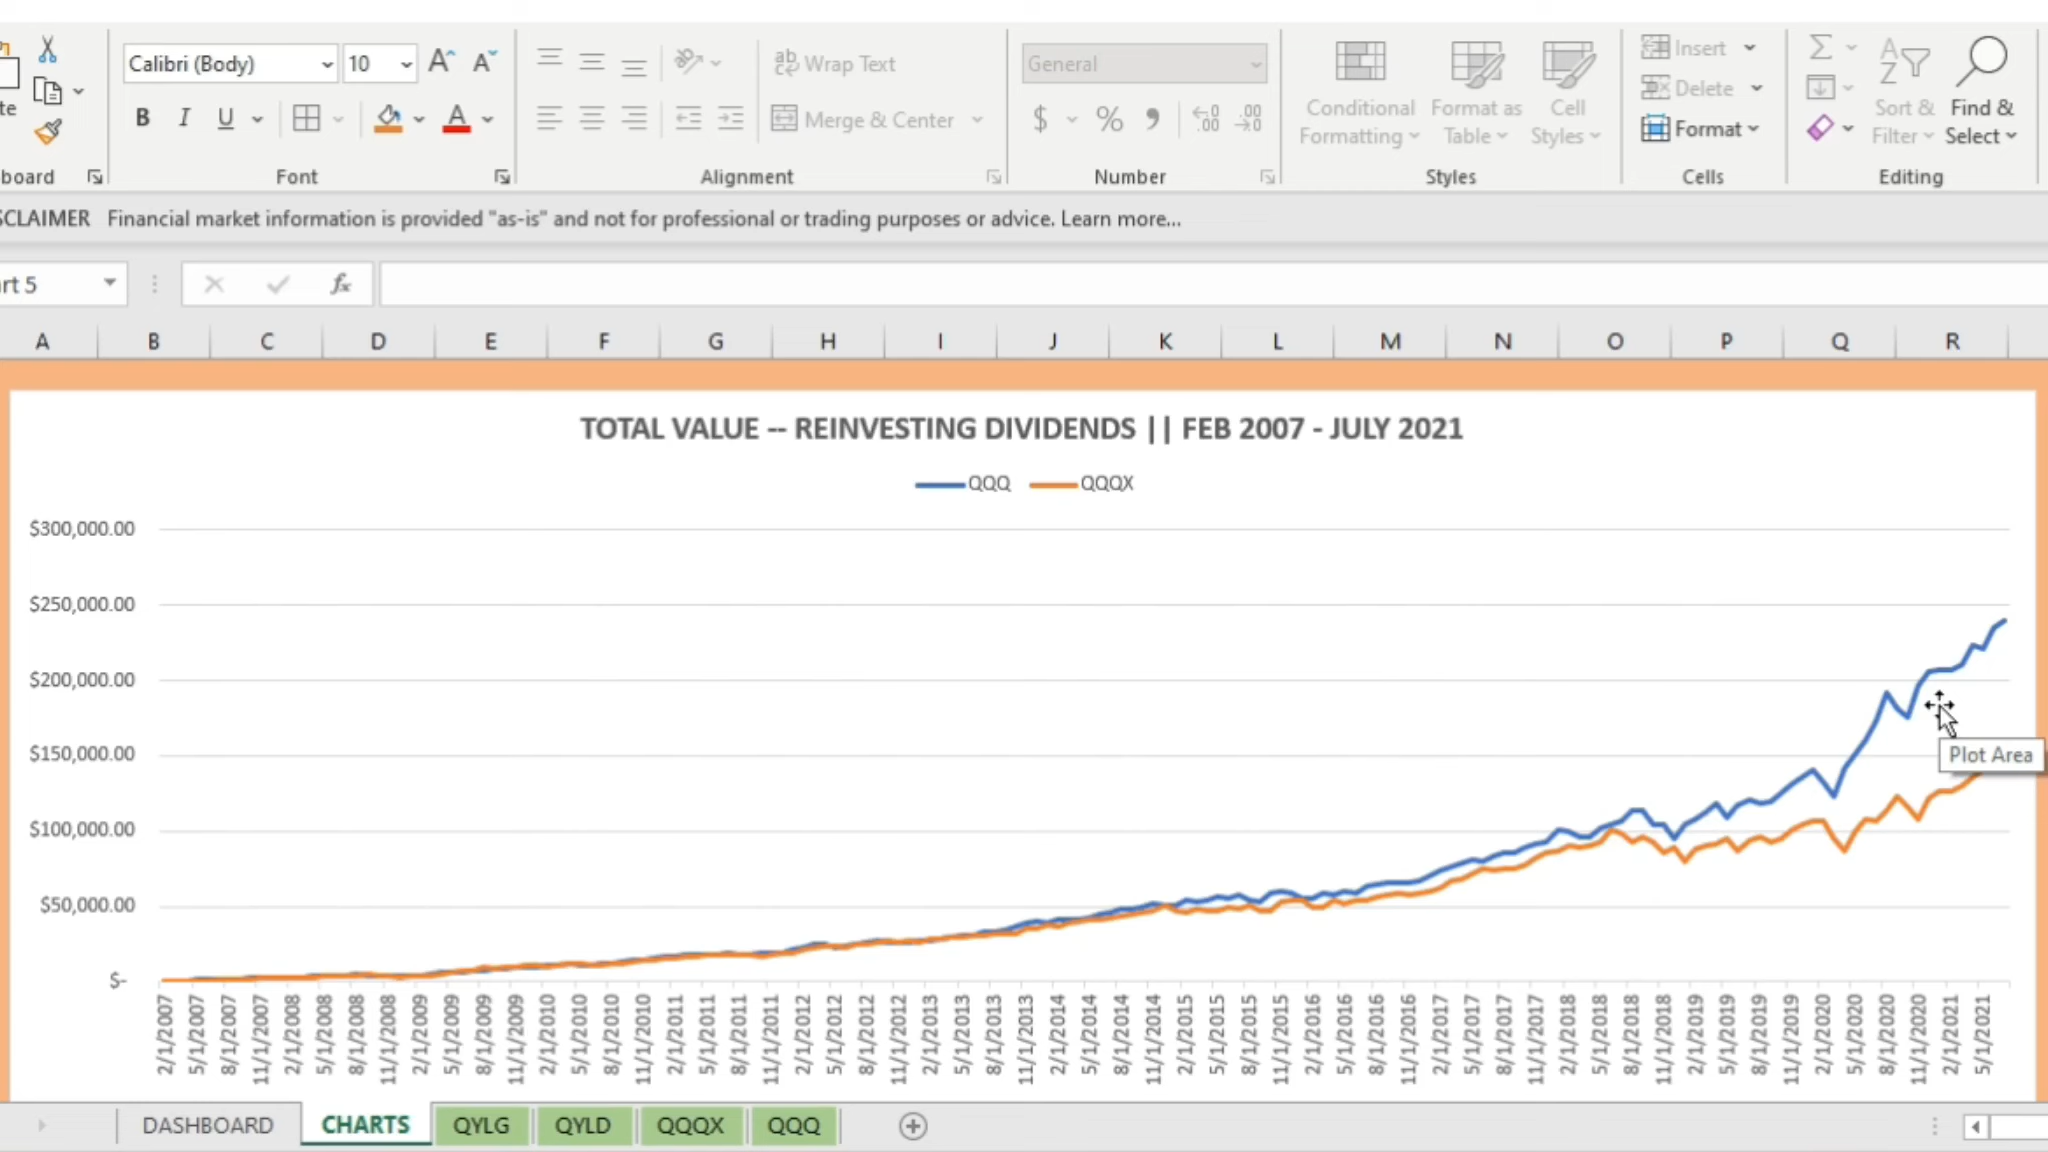 Calibri (Body)
10
A
A
Wrap Text
General
Insert
te
Delete
B I U
A
Merge & Center
$ % 9
Conditional Formatting
Format as Table
Cell Styles
Format
Sort & Filter
Find & Select
board
Font
Alignment
Number
Styles
Cells
Editing
SCLAIMER Financial market information is provided "as-is" and not for professional or trading purposes or advice. Learn more...
rt 5
fx
A B C D E F G H I J K L M N O P Q R
TOTAL VALUE -- REINVESTING DIVIDENDS || FEB 2007 - JULY 2021
QQQ QQQX
$300,000.00
$250,000.00
$200,000.00
$150,000.00
$100,000.00
$50,000.00
$-
Plot Area
2/1/2007 5/1/2007 8/1/2007 11/1/2007 2/1/2008 5/1/2008 8/1/2008 11/1/2008 2/1/2009 5/1/2009 8/1/2009 11/1/2009 2/1/2010 5/1/2010 8/1/2010 11/1/2010 2/1/2011 5/1/2011 8/1/2011 11/1/2011 2/1/2012 5/1/2012 8/1/2012 11/1/2012 2/1/2013 5/1/2013 8/1/2013 11/1/2013 2/1/2014 5/1/2014 8/1/2014 11/1/2014 2/1/2015 5/1/2015 8/1/2015 11/1/2015 2/1/2016 5/1/2016 8/1/2016 11/1/2016 2/1/2017 5/1/2017 8/1/2017 11/1/2017 2/1/2018 5/1/2018 8/1/2018 11/1/2018 2/1/2019 5/1/2019 8/1/2019 11/1/2019 2/1/2020 5/1/2020 8/1/2020 11/1/2020 2/1/2021 5/1/2021
DASHBOARD CHARTS QYLG QYLD QQQX QQQ